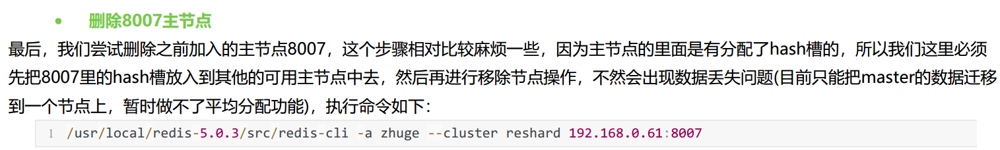 • 删除8007主节点
最后，我们尝试删除之前加入的主节点8007，这个步骤相对比较麻烦一些，因为主节点的里面是有分配了hash槽的，所以我们这里必须
先把8007里的hash槽放入到其他的可用主节点中去，然后再进行移除节点操作，不然会出现数据丢失问题(目前只能把master的数据迁移
到一个节点上，暂时做不了平均分配功能)，执行命令如下：
1 /usr/local/redis-5.0.3/src/redis-cli -a zhuge --cluster reshard 192.168.0.61:8007